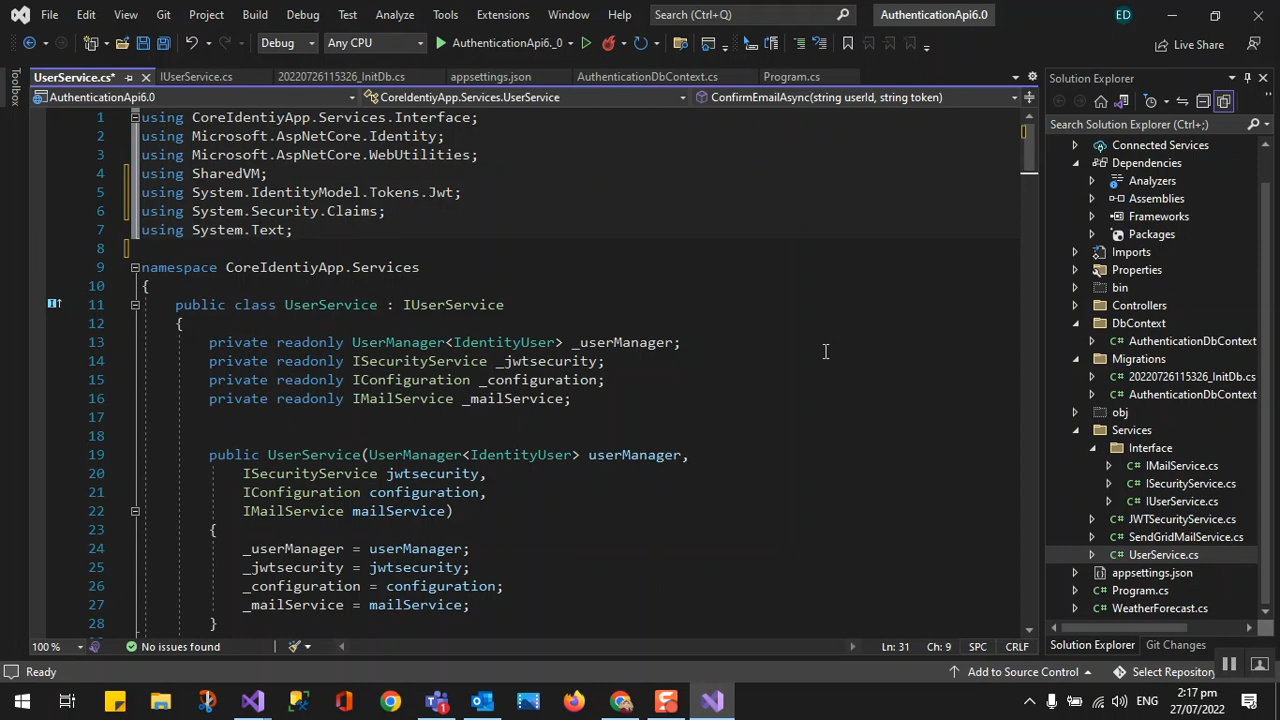 File Edit View Git Project Build Debug Test Analyze Tools Extensions Window Help Search (Ctrl+Q) AuthenticationApi6.0 ED
Debug Any CPU AuthenticationApi6.._0 Live Share
UserService.cs* IUserService.cs 20220726115326_InitDb.cs appsettings.json AuthenticationDbContext.cs Program.cs
AuthenticationApi6.0 CoreIdentiyApp.Services.UserService ConfirmEmailAsync(string userId, string token)
Toolbox
1 using CoreIdentiyApp.Services.Interface;
2 using Microsoft.AspNetCore.Identity;
3 using Microsoft.AspNetCore.WebUtilities;
4 using SharedVM;
5 using System.IdentityModel.Tokens.Jwt;
6 using System.Security.Claims;
7 using System.Text;
8
9 namespace CoreIdentiyApp.Services
10 {
11 public class UserService : IUserService
12 {
13 private readonly UserManager<IdentityUser> _userManager;
14 private readonly ISecurityService _jwtsecurity;
15 private readonly IConfiguration _configuration;
16 private readonly IMailService _mailService;
17
18
19 public UserService(UserManager<IdentityUser> userManager,
20 ISecurityService jwtsecurity,
21 IConfiguration configuration,
22 IMailService mailService)
23 {
24 _userManager = userManager;
25 _jwtsecurity = jwtsecurity;
26 _configuration = configuration;
27 _mailService = mailService;
28 }
100 % No issues found Ln: 31 Ch: 9 SPC CRLF
Solution Explorer
Search Solution Explorer (Ctrl+;)
Connected Services
Dependencies
Analyzers
Assemblies
Frameworks
Packages
Imports
Properties
bin
Controllers
DbContext
AuthenticationDbContext
Migrations
20220726115326_InitDb.cs
AuthenticationDbContext
obj
Services
Interface
IMailService.cs
ISecurityService.cs
IUserService.cs
JWTSecurityService.cs
SendGridMailService.cs
UserService.cs
appsettings.json
Program.cs
WeatherForecast.cs
Solution Explorer Git Changes
Ready Add to Source Control Select Repository
ENG 2:17 pm
27/07/2022